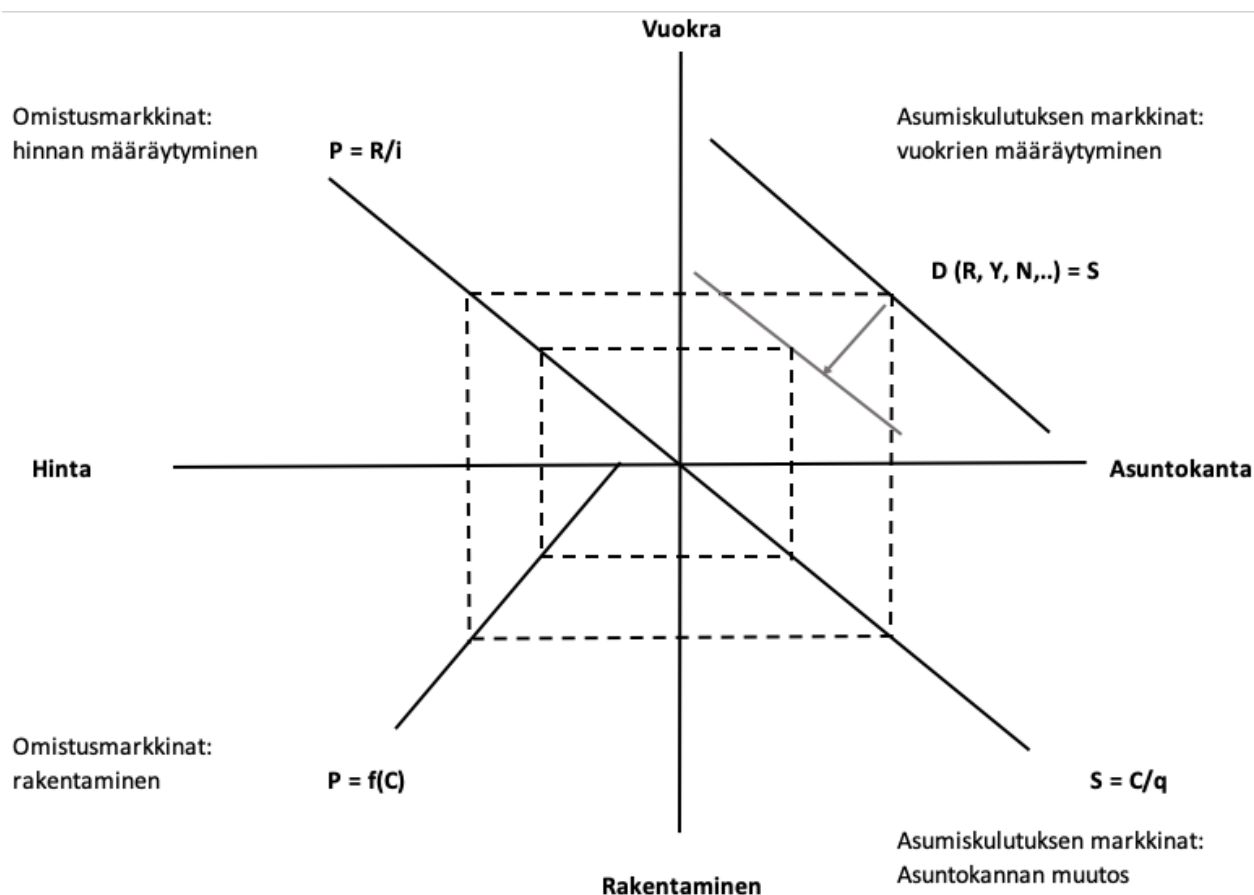 Vuokra
Omistusmarkkinat:
hinnan määräytyminen
P = R/i
Asumiskulutuksen markkinat:
vuokrien määräytyminen
D (R, Y, N,..) = S
Hinta
Asuntokanta
Omistusmarkkinat:
rakentaminen
P = f(C)
S = C/q
Asumiskulutuksen markkinat:
Asuntokannan muutos
Rakentaminen